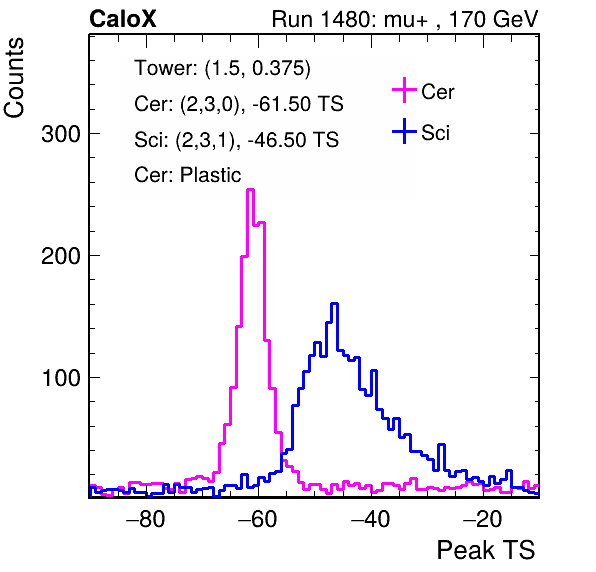 CaloX Run 1480: mu+ , 170 GeV
Counts
Tower: (1.5, 0.375)
Cer: (2,3,0), -61.50 TS
Sci: (2,3,1), -46.50 TS
Cer: Plastic
Cer
Sci
300
200
100
−80 −60 −40 −20
Peak TS